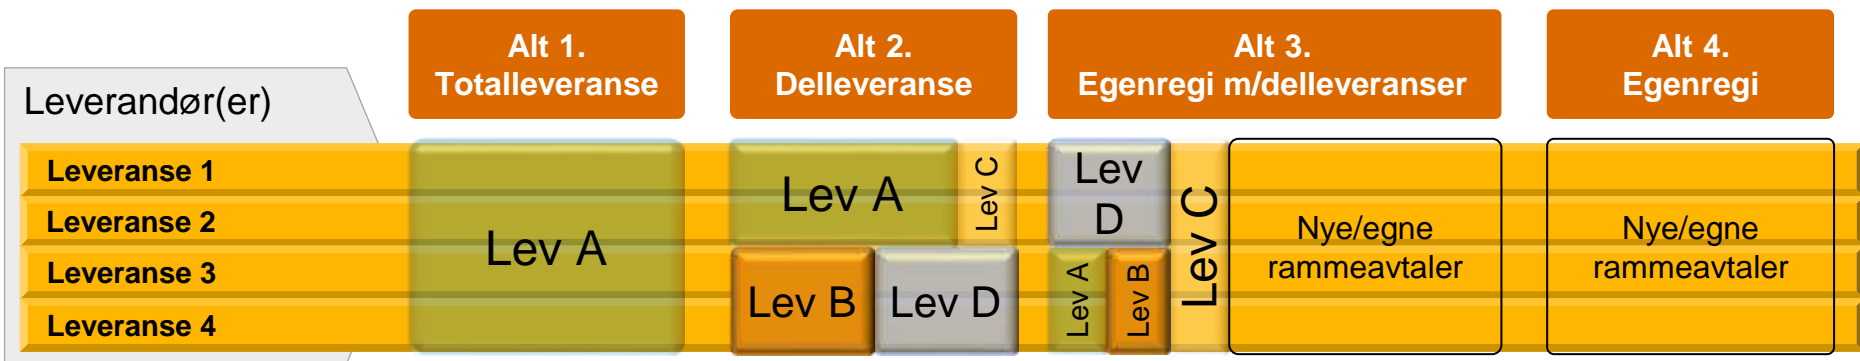 Alt 1.
Totalleveranse
Alt 2.
Delleveranse
Alt 3.
Egenregi m/delleveranser
Alt 4.
Egenregi
Leverandør(er)
Leveranse 1
Leveranse 2
Leveranse 3
Leveranse 4
Lev A
Lev A
Lev C
Lev B
Lev D
Lev
D
Lev A
Lev B
Lev C
Nye/egne
rammeavtaler
Nye/egne
rammeavtaler